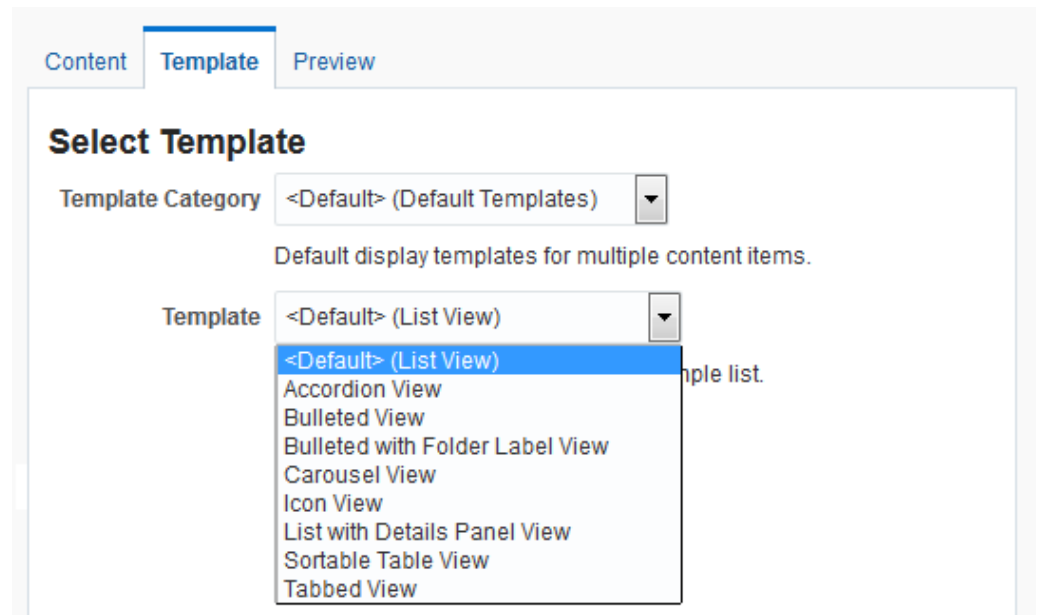 Content Template Preview
Select Template
Template Category <Default> (Default Templates)
Default display templates for multiple content items.
Template <Default> (List View)
<Default> (List View)
list.
Accordion View
Bulleted View
Bulleted with Folder Label View
Carousel View
Icon View
List with Details Panel View
Sortable Table View
Tabbed View